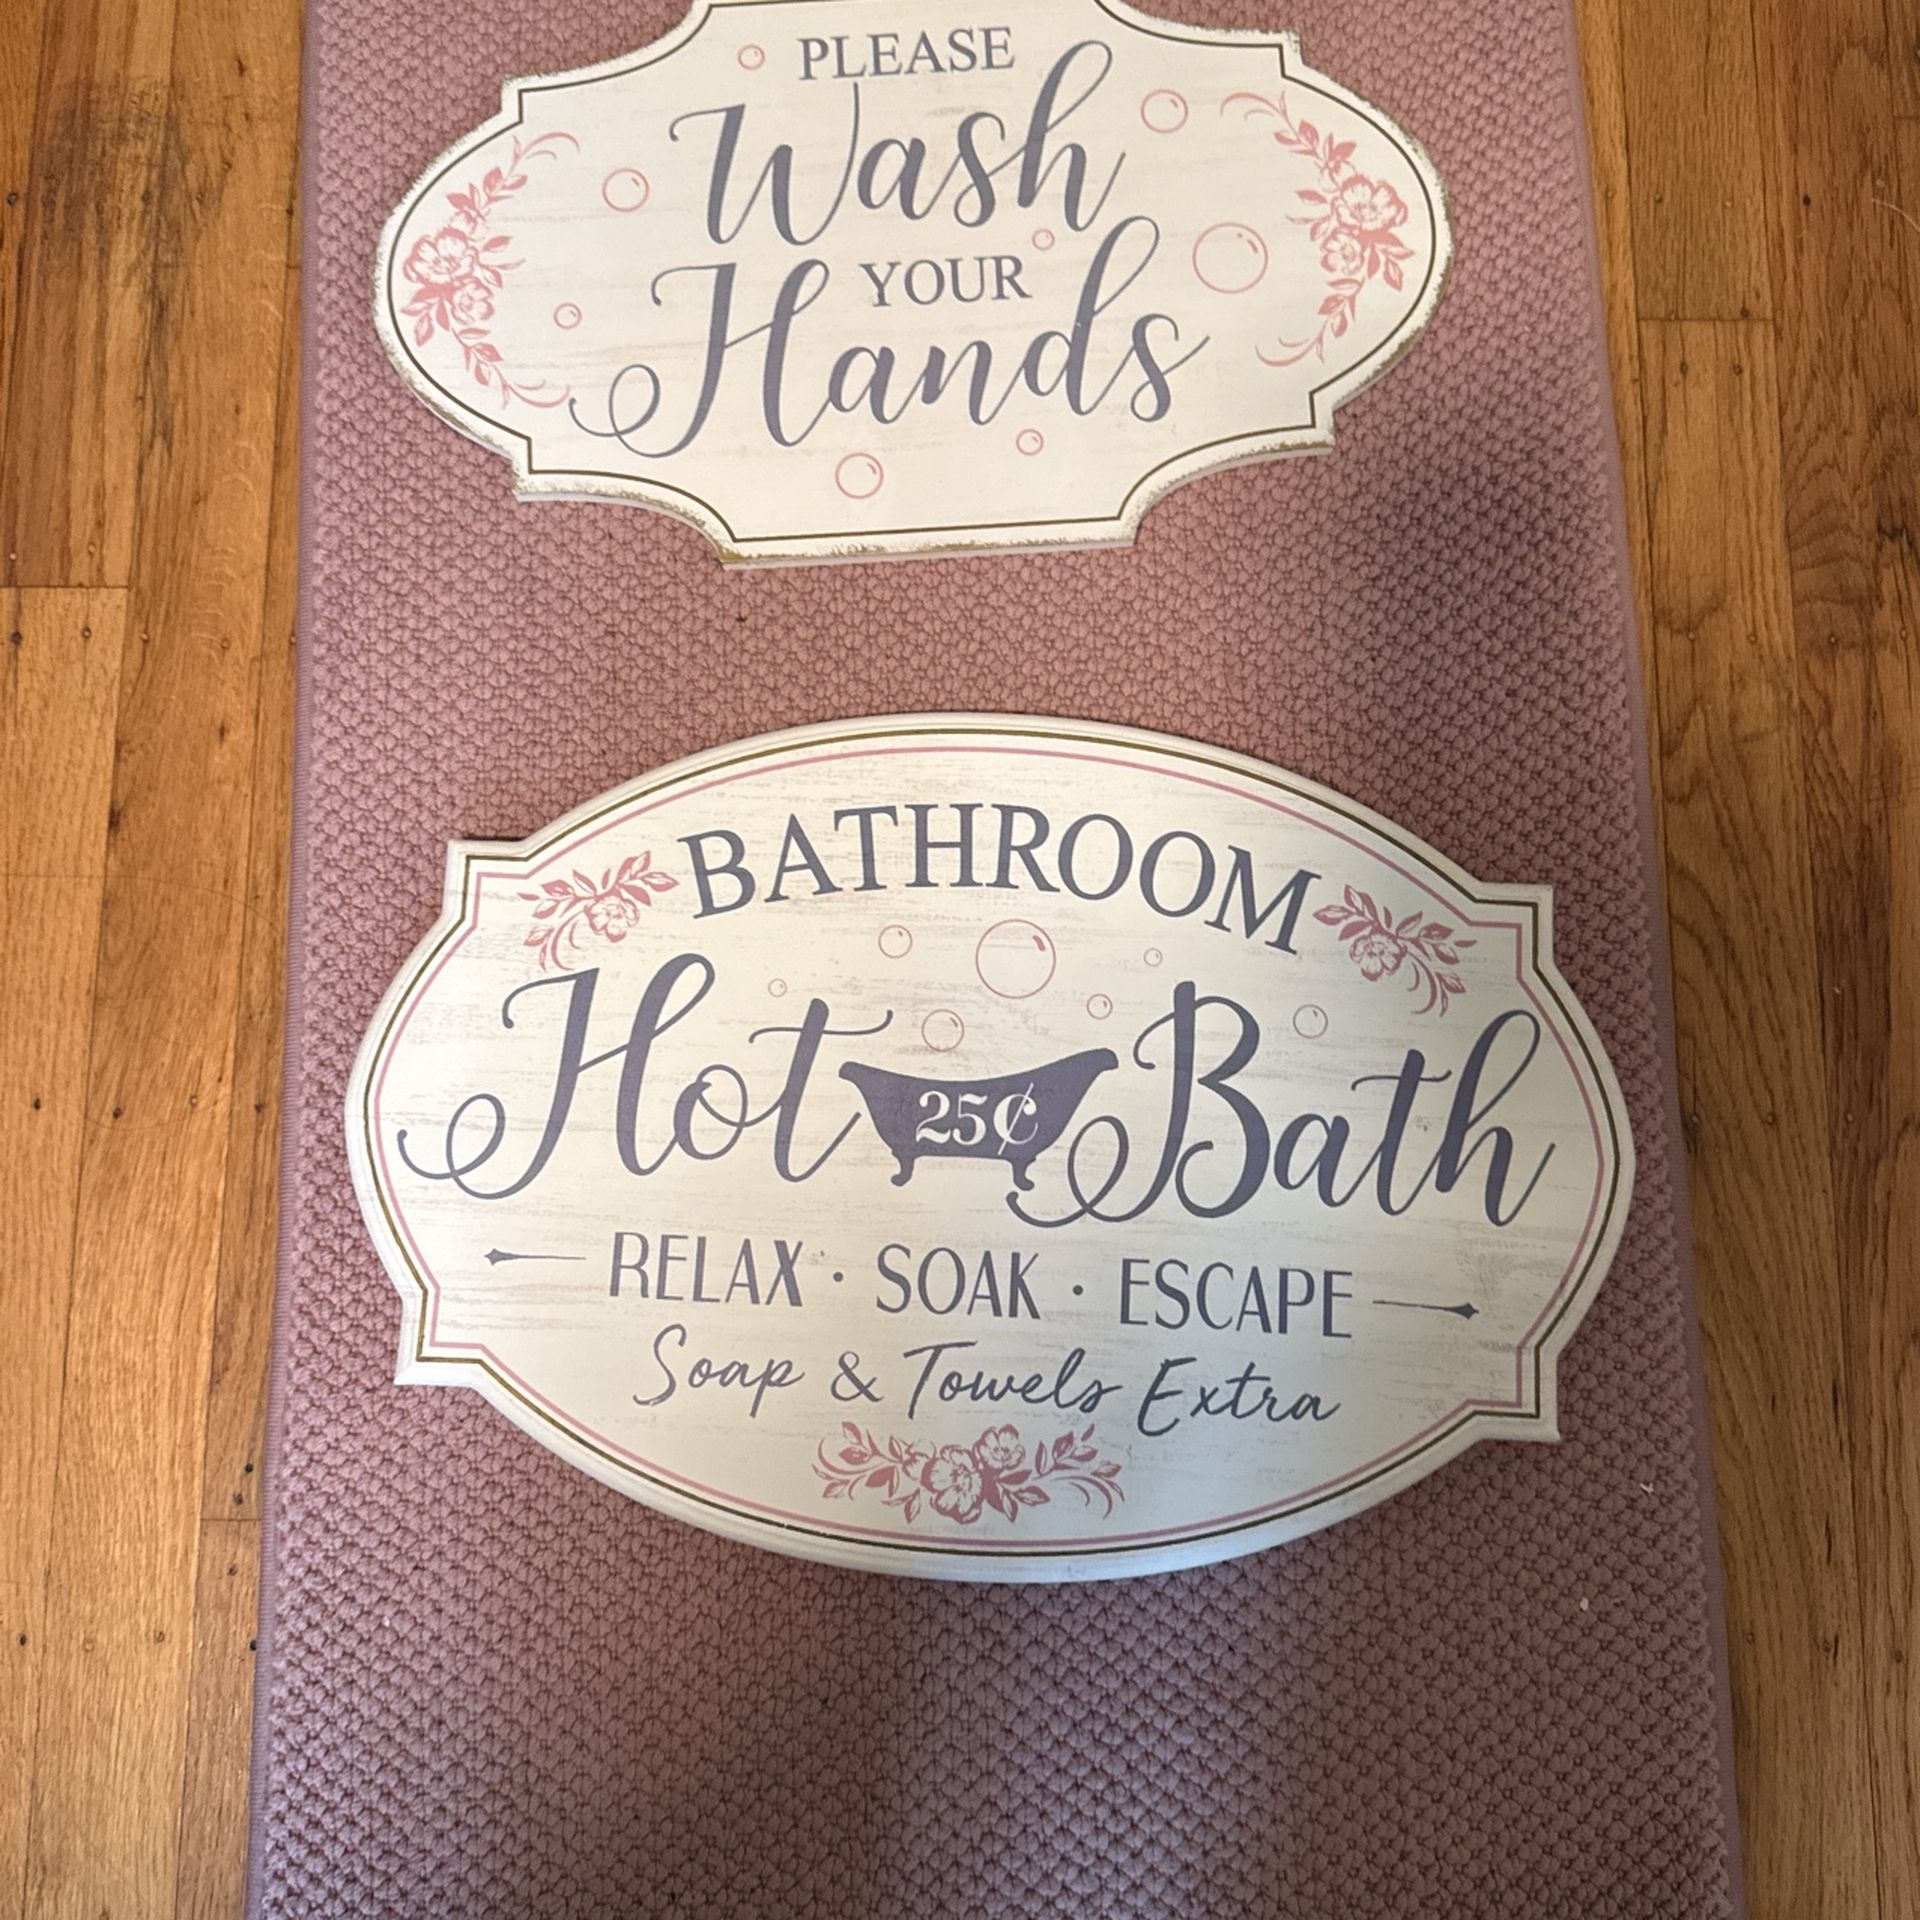 PLEASE
Wash
YOUR
Hands
BATHROOM
Hot 25¢ Bath
RELAX · SOAK · ESCAPE
Soap & Towels Extra